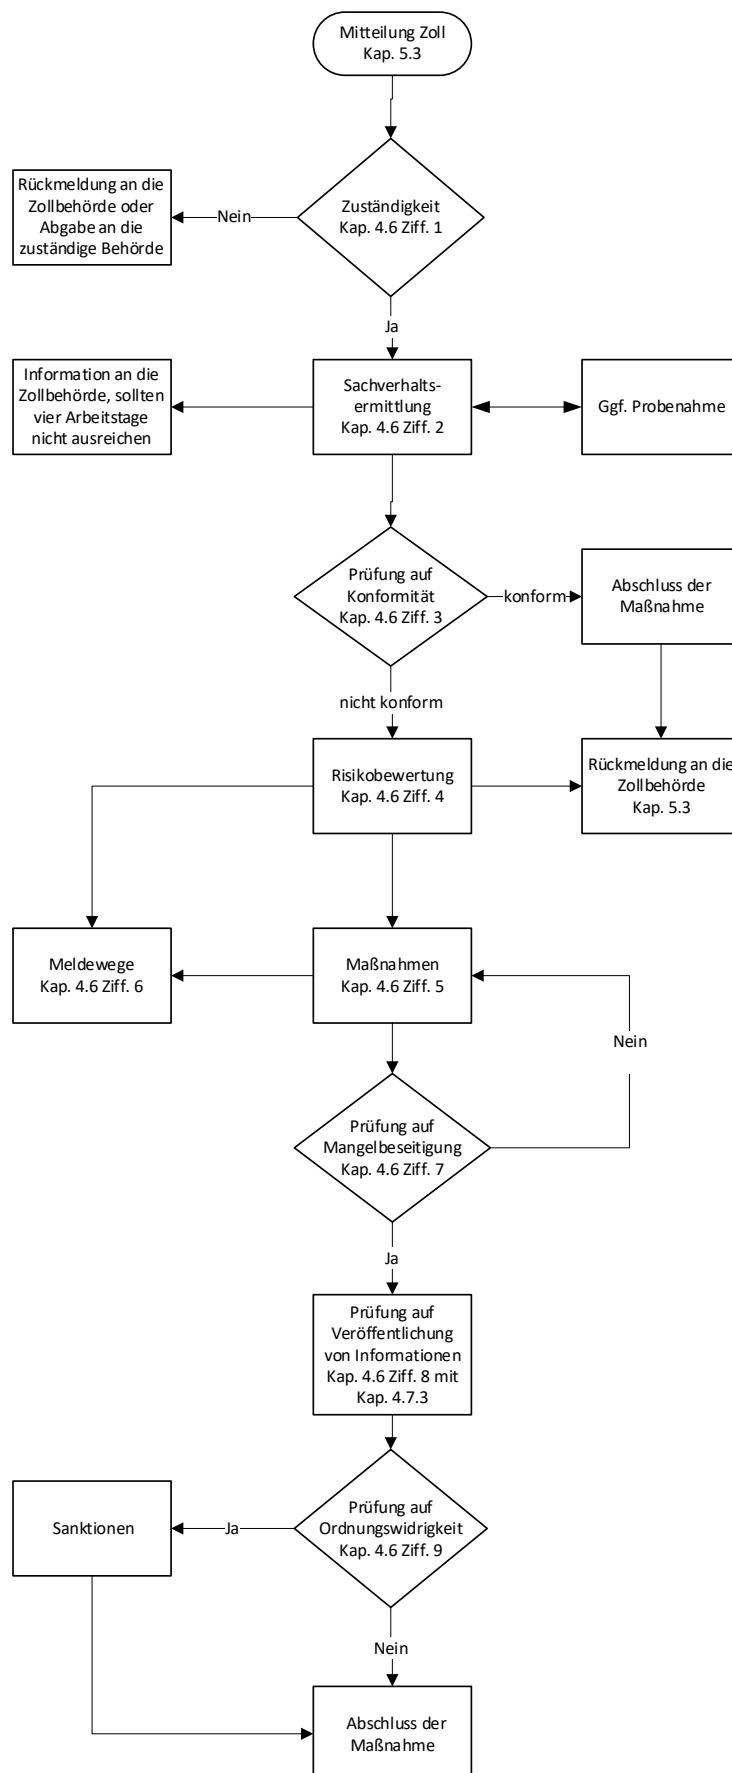 Mitteilung Zoll
Kap. 5.3
Zuständigkeit
Kap. 4.6 Ziff. 1
Nein
Rückmeldung an die
Zollbehörde oder
Abgabe an die
zuständige Behörde
Ja
Information an die
Zollbehörde, sollten
vier Arbeitstage
nicht ausreichen
Sachverhalts-
ermittlung
Kap. 4.6 Ziff. 2
Ggf. Probenahme
Prüfung auf
Konformität
Kap. 4.6 Ziff. 3
konform
Abschluss der
Maßnahme
nicht konform
Risikobewertung
Kap. 4.6 Ziff. 4
Rückmeldung an die
Zollbehörde
Kap. 5.3
Meldewege
Kap. 4.6 Ziff. 6
Maßnahmen
Kap. 4.6 Ziff. 5
Nein
Prüfung auf
Mangelbeseitigung
Kap. 4.6 Ziff. 7
Ja
Prüfung auf
Veröffentlichung
von Informationen
Kap. 4.6 Ziff. 8 mit
Kap. 4.7.3
Prüfung auf
Ordnungswidrigkeit
Kap. 4.6 Ziff. 9
Ja
Sanktionen
Nein
Abschluss der
Maßnahme